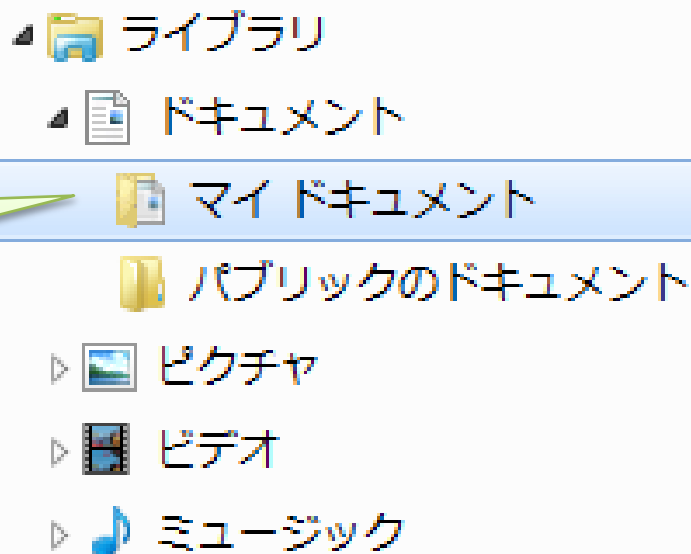 ライブラリ
ドキュメント
マイ ドキュメント
パブリックのドキュメント
ピクチャ
ビデオ
ミュージック